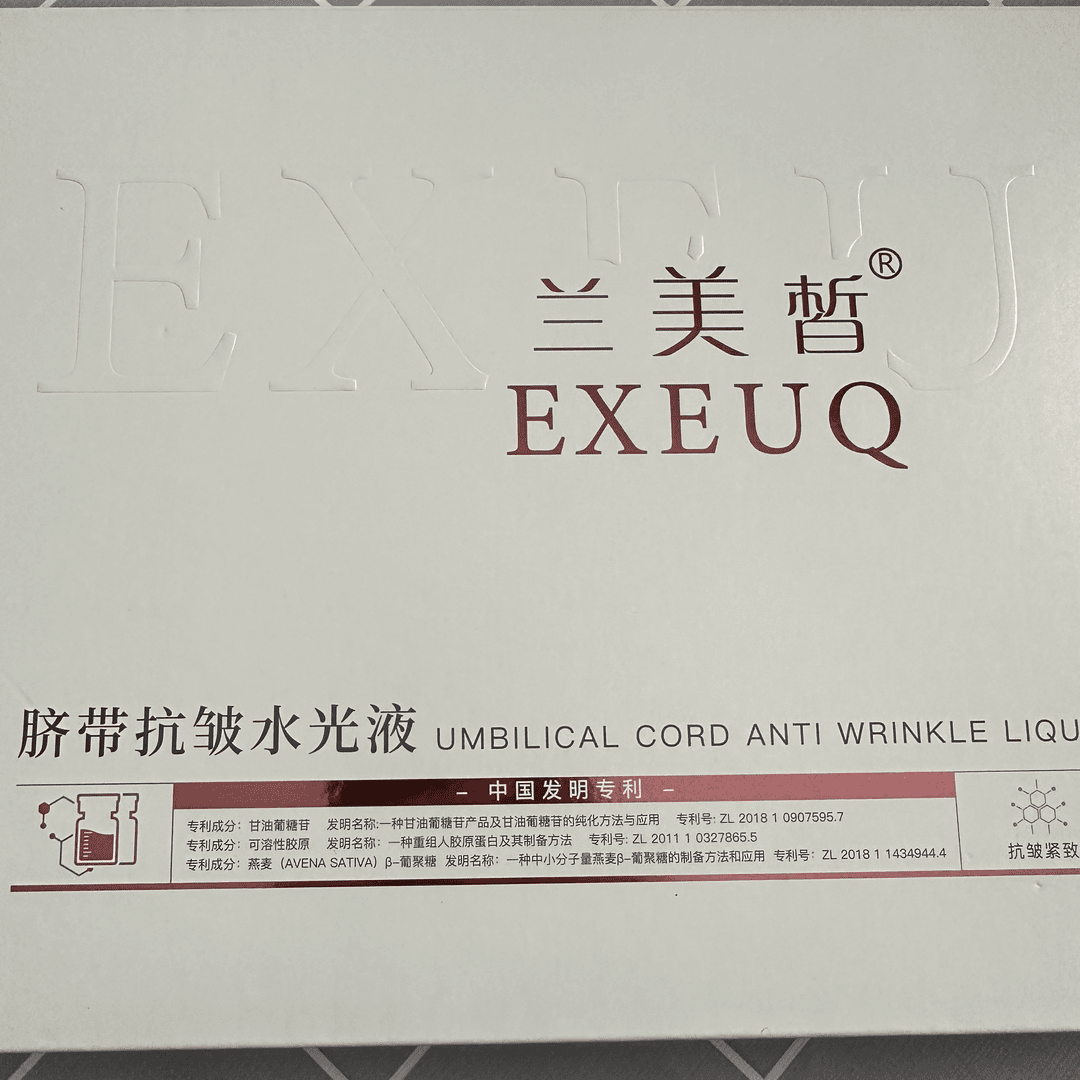 EXEU
兰美皙®
EXEUQ
脐带抗皱水光液 UMBILICAL CORD ANTI WRINKLE LIQU
– 中国发明专利 –
专利成分：甘油葡糖苷 发明名称:一种甘油葡糖苷产品及甘油葡糖苷的纯化方法与应用 专利号: ZL 2018 1 0907595.7
专利成分：可溶性胶原 发明名称：一种重组人胶原蛋白及其制备方法 专利号: ZL 2011 1 0327865.5
专利成分：燕麦（AVENA SATIVA）β-葡聚糖 发明名称：一种中小分子量燕麦β-葡聚糖的制备方法和应用 专利号：ZL 2018 1 1434944.4
抗皱紧致